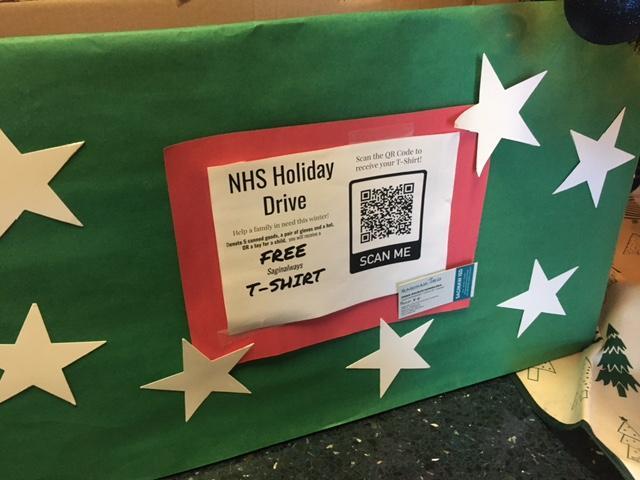 NHS Holiday
Drive
Help a family in need this winter!
Donate 5 canned goods, a pair of gloves and a hat,
OR a toy for a child, you will receive a
FREE
Saginalways
T-SHIRT
Scan the QR Code to
receive your T-Shirt!
SCAN ME